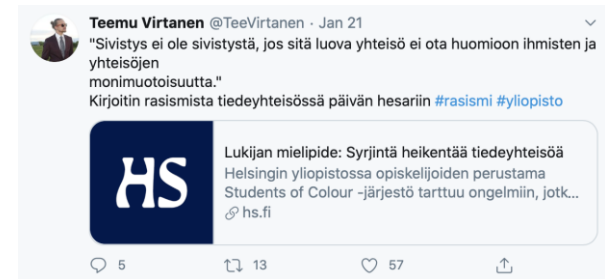 Teemu Virtanen @TeeVirtanen · Jan 21
"Sivistys ei ole sivistystä, jos sitä luova yhteisö ei ota huomioon ihmisten ja
yhteisöjen
monimuotoisuutta."
Kirjoitin rasismista tiedeyhteisössä päivän hesariin #rasismi #yliopisto
HS
Lukijan mielipide: Syrjintä heikentää tiedeyhteisöä
Helsingin yliopistossa opiskelijoiden perustama
Students of Colour -järjestö tarttuu ongelmiin, jotk...
hs.fi
5 13 57